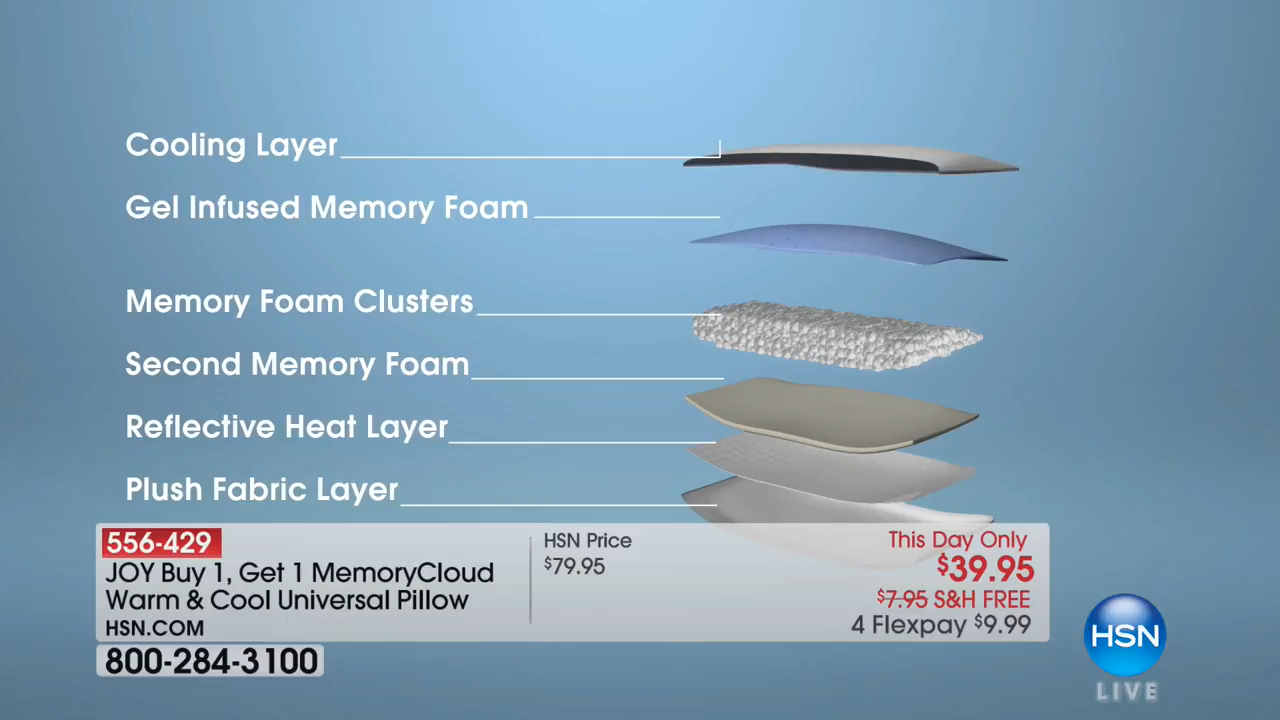 Cooling Layer
Gel Infused Memory Foam
Memory Foam Clusters
Second Memory Foam
Reflective Heat Layer
Plush Fabric Layer
556-429
JOY Buy 1, Get 1 MemoryCloud
Warm & Cool Universal Pillow
HSN.COM
800-284-3100
HSN Price
$79.95
This Day Only
$39.95
$7.95 S&H FREE
4 Flexpay $9.99
HSN
LIVE